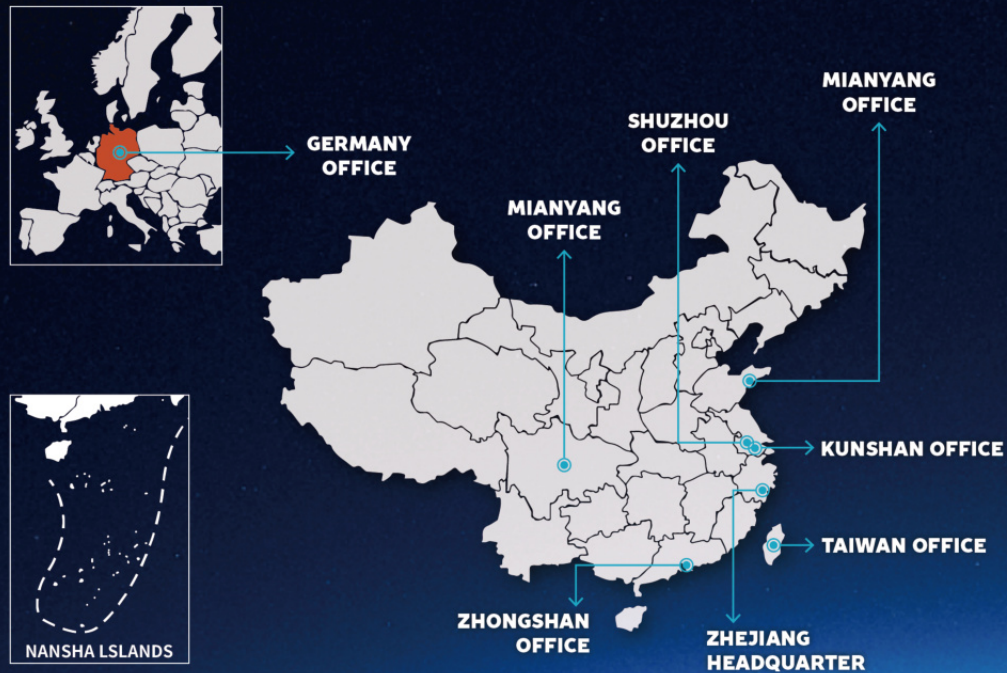 MIANYANG
OFFICE
SHUZHOU
OFFICE
GERMANY
OFFICE
MIANYANG
OFFICE
KUNSHAN OFFICE
TAIWAN OFFICE
ZHONGSHAN
OFFICE
ZHEJIANG
HEADQUARTER
NANSHA LSLANDS